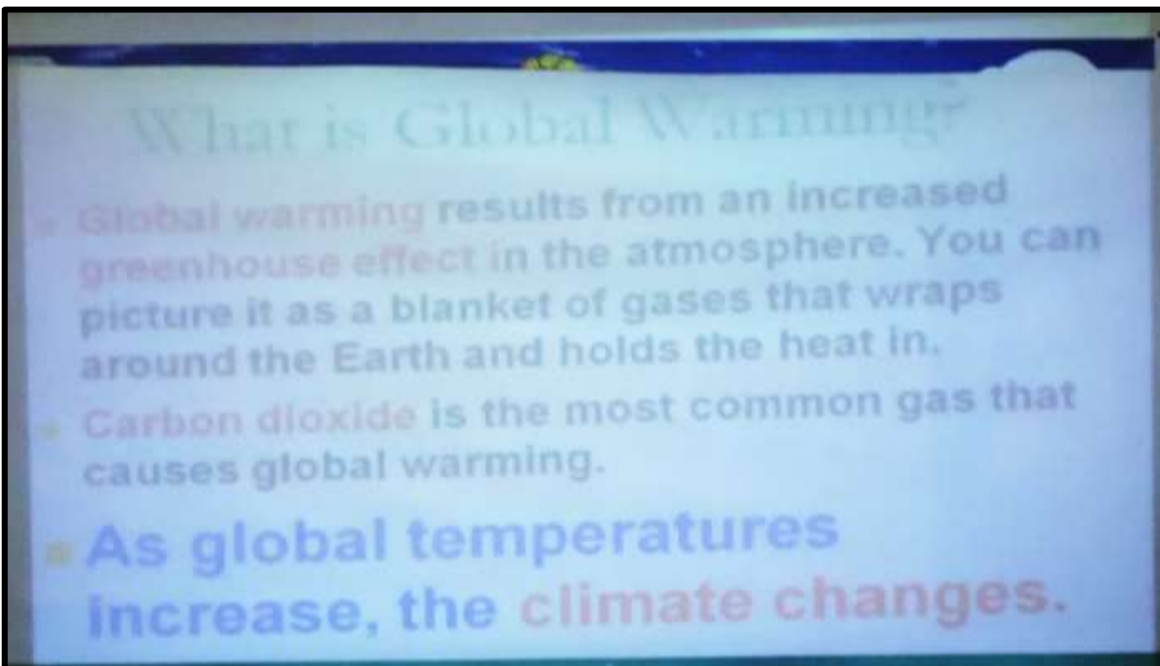 What is Global Warming?
Global warming results from an increased
greenhouse effect in the atmosphere. You can
picture it as a blanket of gases that wraps
around the Earth and holds the heat in.
Carbon dioxide is the most common gas that
causes global warming.
As global temperatures
increase, the climate changes.